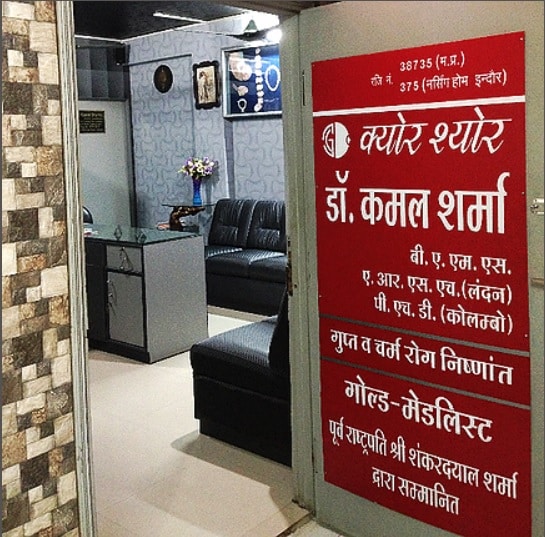 रजि नं. 38735 (म.प्र.)
375 (नर्सिंग होम इन्दौर)
क्योर श्योर
डॉ. कमल शर्मा
बी. ए. एम. एस.
ए. आर. एस. एच. (लंदन)
पी. एच. डी. (कोलम्बो)
गुप्त व चर्म रोग निष्णांत
गोल्ड-मेडलिस्ट
पूर्व राष्ट्रपति श्री शंकरदयाल शर्मा
द्वारा सम्मानित